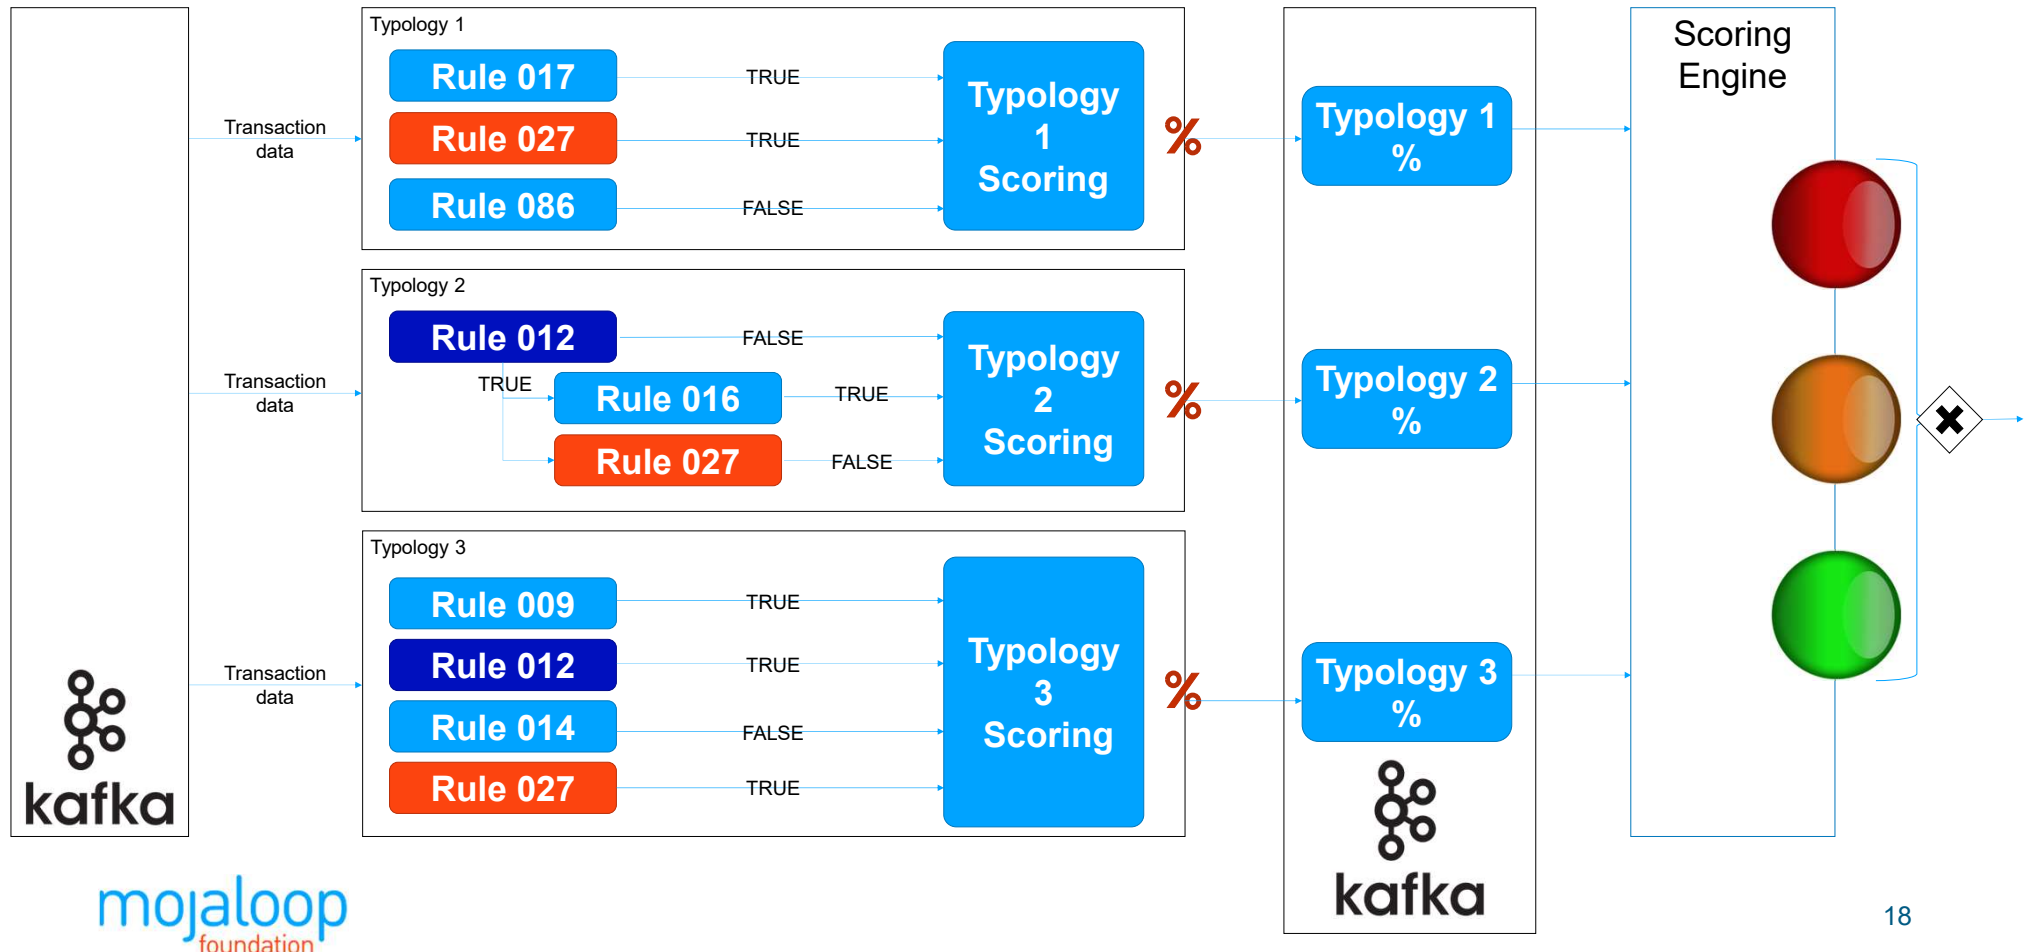 Typology 1
Rule 017
TRUE
Rule 027
TRUE
Rule 086
FALSE
Typology
1
Scoring
%
Transaction
data
Typology 2
Rule 012
FALSE
TRUE
Rule 016
TRUE
Rule 027
FALSE
Typology
2
Scoring
%
Transaction
data
Typology 3
Rule 009
TRUE
Rule 012
TRUE
Rule 014
FALSE
Rule 027
TRUE
Typology
3
Scoring
%
Transaction
data
kafka
Typology 1
%
Typology 2
%
Typology 3
%
kafka
Scoring
Engine
mojaloop
foundation
18